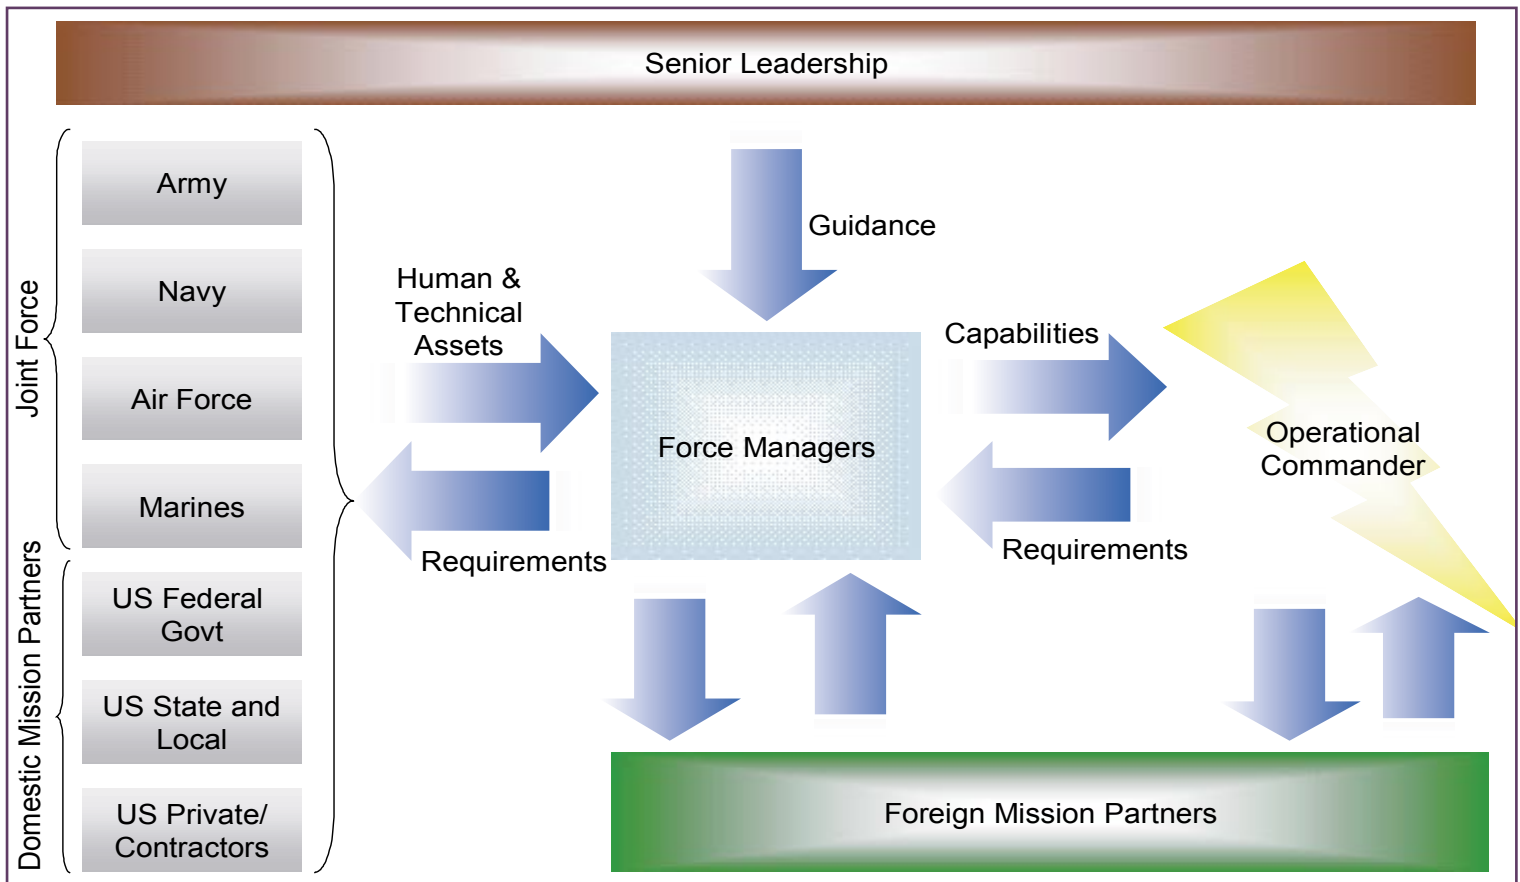 Senior Leadership
Joint Force
Army
Navy
Air Force
Marines
Domestic Mission Partners
US Federal
Govt
US State and
Local
US Private/
Contractors
Human &
Technical
Assets
Requirements
Guidance
Force Managers
Capabilities
Requirements
Operational
Commander
Foreign Mission Partners